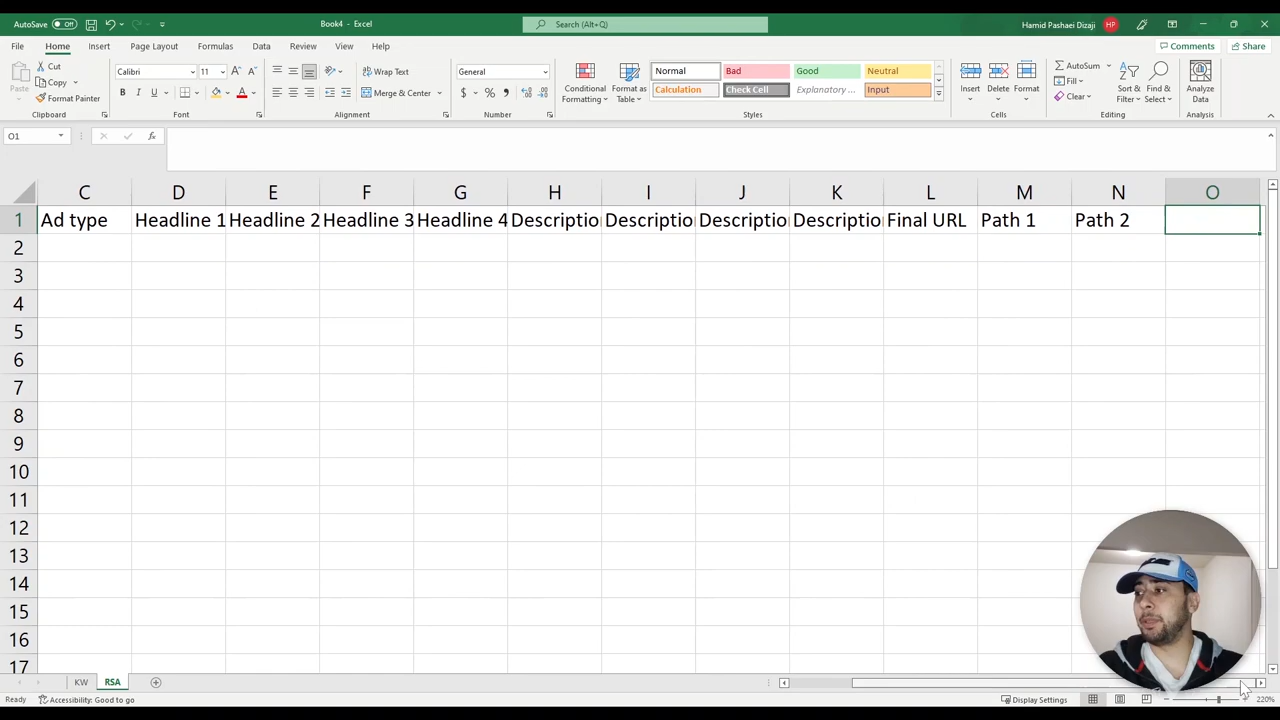 AutoSave Off Book4 - Excel Search (Alt+Q) Hamid Pashaei Dizaji HP
File Home Insert Page Layout Formulas Data Review View Help Comments Share
Paste Cut Copy Format Painter
Clipboard
Calibri 11 A A
B I U A
Font
ab Wrap Text
Merge & Center
Alignment
General
$ % 9
Number
Conditional Formatting Format as Table
Normal Bad Good Neutral
Calculation Check Cell Explanatory ... Input
Styles
Insert Delete Format
Cells
AutoSum Fill Clear Sort & Filter Find & Select
Editing
Analyze Data
Analysis
O1 fx
C D E F G H I J K L M N O
1 Ad type Headline 1 Headline 2 Headline 3 Headline 4 Descriptio Descriptio Descriptio Descriptio Final URL Path 1 Path 2
2
3
4
5
6
7
8
9
10
11
12
13
14
15
16
17
KW RSA
Ready Accessibility: Good to go Display Settings 220%